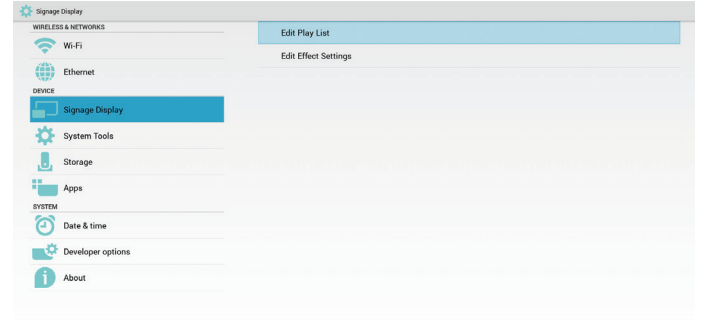 Signage Display
WIRELESS & NETWORKS
Wi-Fi
Ethernet
DEVICE
Signage Display
System Tools
Storage
Apps
SYSTEM
Date & time
Developer options
About
Edit Play List
Edit Effect Settings